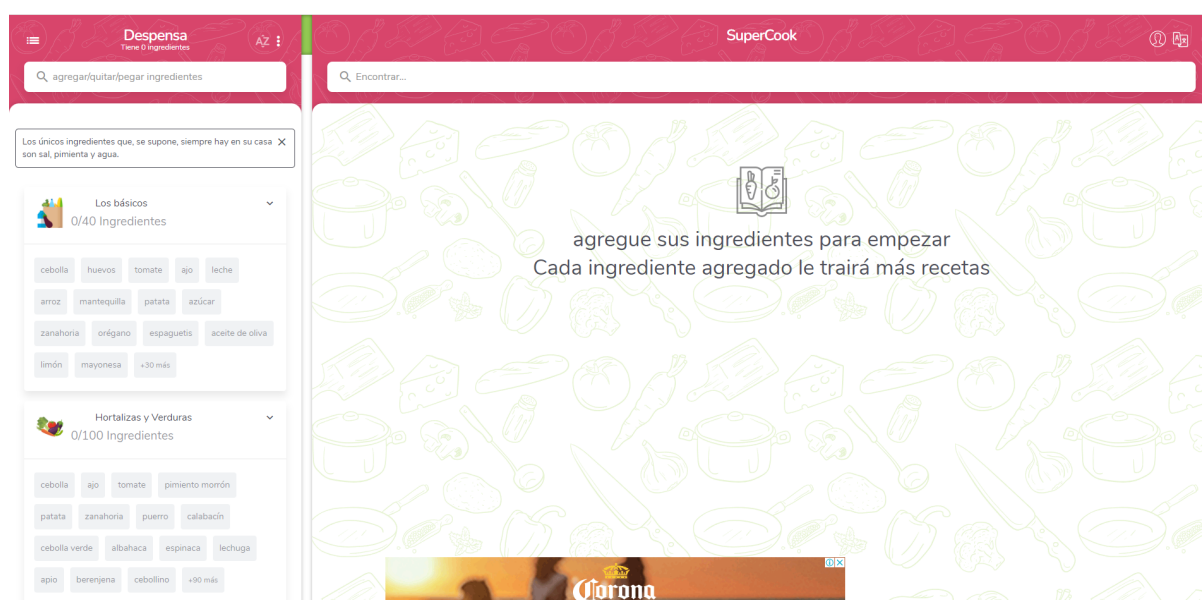 Despensa
Tiene 0 ingredientes
AZ
agregar/quitar/pegar ingredientes
Los únicos ingredientes que, se supone, siempre hay en su casa
son sal, pimienta y agua.
Los básicos
0/40 Ingredientes
cebolla huevos tomate ajo leche
arroz mantequilla patata azúcar
zanahoria orégano espaguetis aceite de oliva
limón mayonesa +30 más
Hortalizas y Verduras
0/100 Ingredientes
cebolla ajo tomate pimiento morrón
patata zanahoria puerro calabacín
cebolla verde albahaca espinaca lechuga
apio berenjena cebollino +90 más
SuperCook
Encontrar...
agregue sus ingredientes para empezar
Cada ingrediente agregado le trairá más recetas
Corona